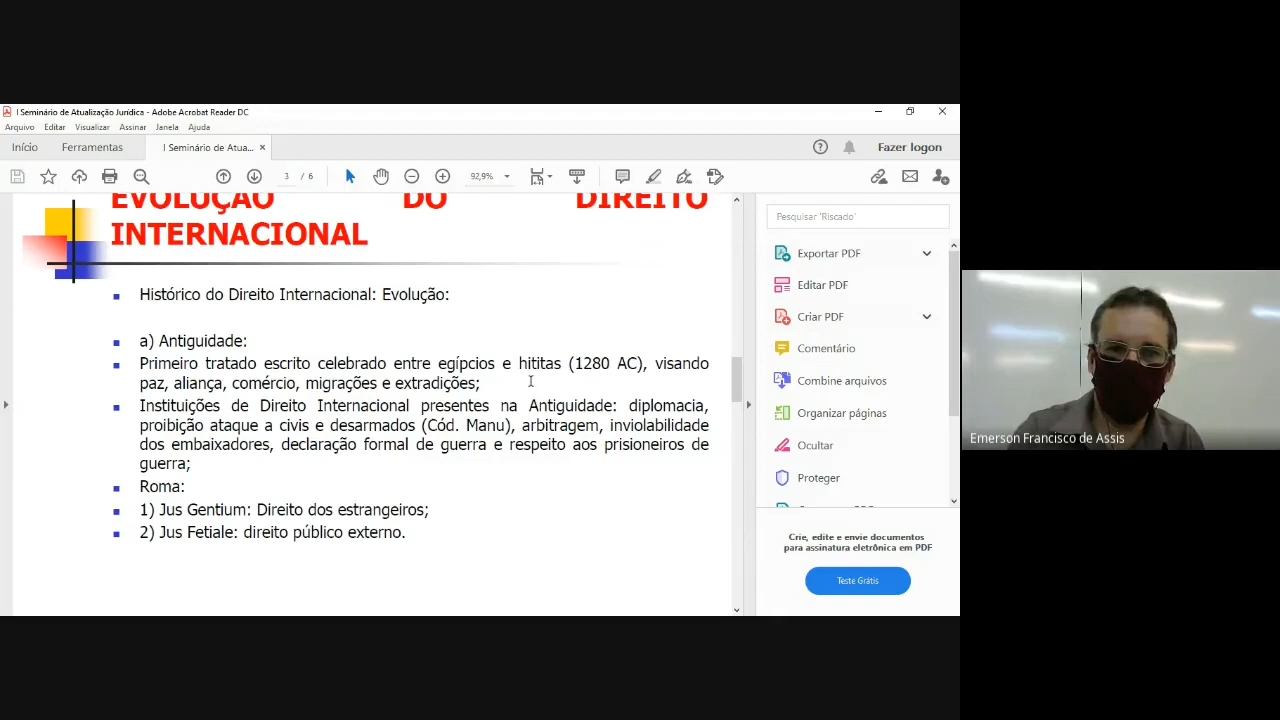 I Seminário de Atualização Jurídica - Adobe Acrobat Reader DC
Arquivo Editar Visualizar Assinar Janela Ajuda
Início Ferramentas I Seminário de Atua... × Fazer logon
3 / 6 92,9%
EVOLUÇÃO DO DIREITO
INTERNACIONAL
Histórico do Direito Internacional: Evolução:
a) Antiguidade:
Primeiro tratado escrito celebrado entre egípcios e hititas (1280 AC), visando
paz, aliança, comércio, migrações e extradições;
Instituições de Direito Internacional presentes na Antiguidade: diplomacia,
proibição ataque a civis e desarmados (Cód. Manu), arbitragem, inviolabilidade
dos embaixadores, declaração formal de guerra e respeito aos prisioneiros de
guerra;
Roma:
1) Jus Gentium: Direito dos estrangeiros;
2) Jus Fetiale: direito público externo.
Pesquisar 'Riscado'
Exportar PDF
Editar PDF
Criar PDF
Comentário
Combine arquivos
Organizar páginas
Ocultar
Proteger
Crie, edite e envie documentos
para assinatura eletrônica em PDF
Teste Grátis
Emerson Francisco de Assis